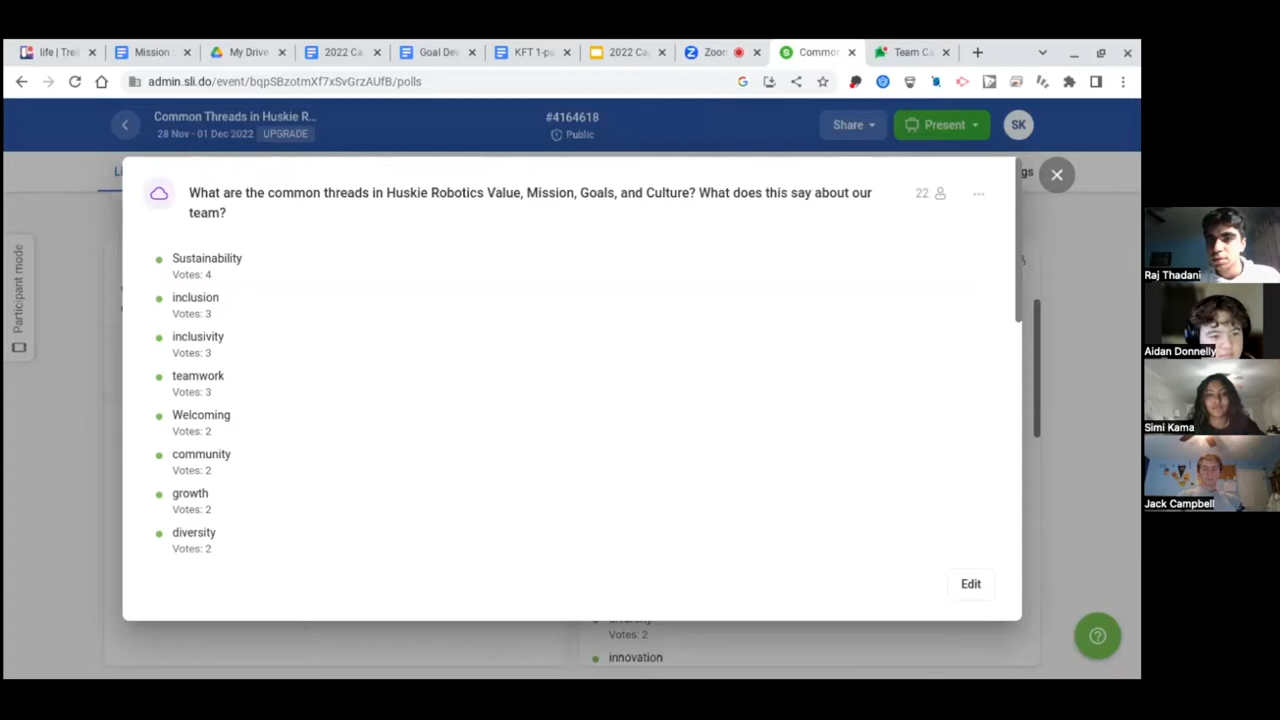 life | Trell
Mission
My Drive
2022 Ca
Goal Dev
KFT 1-pa
2022 Ca
Zoom
Common
Team Ca
admin.sli.do/event/bqpSBzotmXf7xSvGrzAUfB/polls
Common Threads in Huskie R...
28 Nov - 01 Dec 2022 UPGRADE
#4164618
Public
Share
Present
SK
Li
gs
What are the common threads in Huskie Robotics Value, Mission, Goals, and Culture? What does this say about our
team?
22
Participant mode
Sustainability
Votes: 4
inclusion
Votes: 3
inclusivity
Votes: 3
teamwork
Votes: 3
Welcoming
Votes: 2
community
Votes: 2
growth
Votes: 2
diversity
Votes: 2
Edit
diversity
Votes: 2
innovation
Raj Thadani
Aidan Donnelly
Simi Kama
Jack Campbell